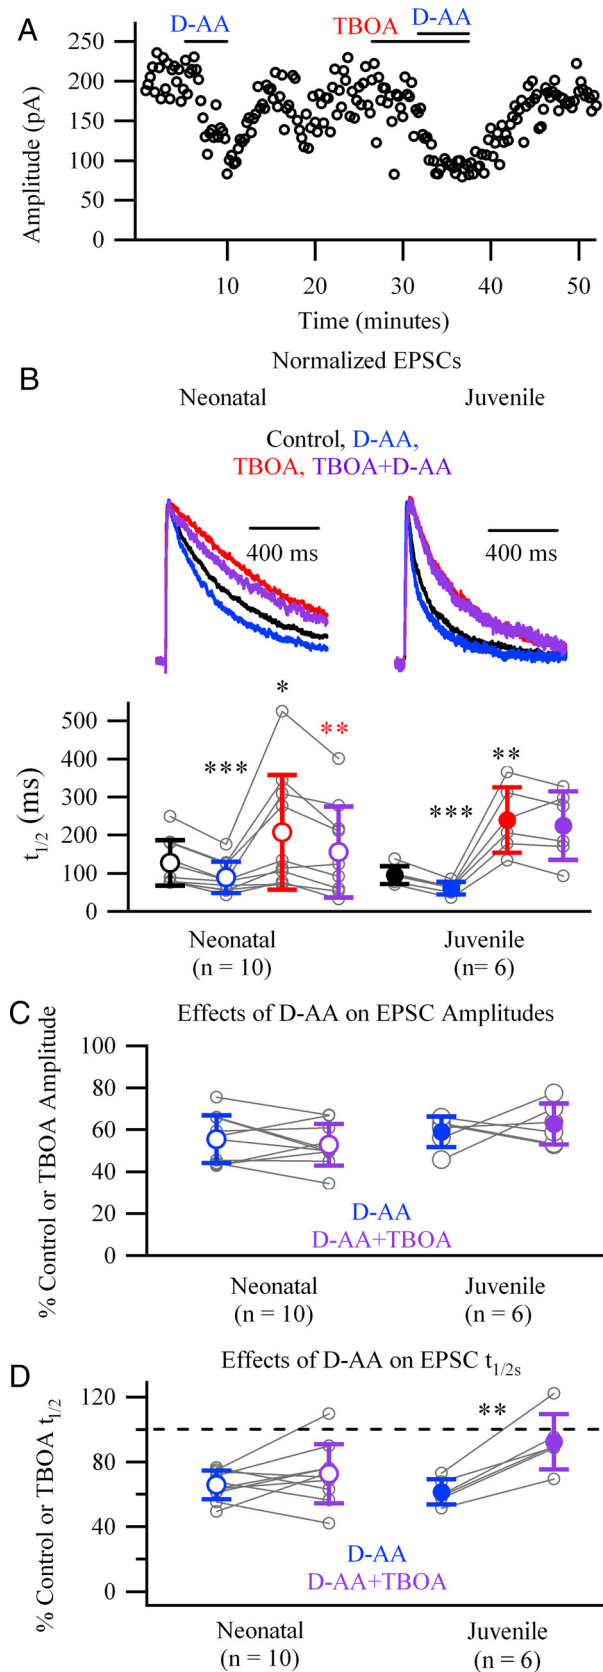 A
D-AA
TBOA
D-AA
250
200
150
100
50
0
Amplitude (pA)
10
20
30
40
50
Time (minutes)
B
Normalized EPSCs
Neonatal
Juvenile
Control, D-AA,
TBOA, TBOA+D-AA
400 ms
400 ms
*
**
***
**
***
500
400
300
200
100
0
t1/2 (ms)
Neonatal
(n = 10)
Juvenile
(n= 6)
C
Effects of D-AA on EPSC Amplitudes
100
80
60
40
20
0
% Control or TBOA Amplitude
D-AA
D-AA+TBOA
Neonatal
(n = 10)
Juvenile
(n = 6)
D
Effects of D-AA on EPSC t1/2s
**
120
80
40
0
% Control or TBOA t1/2
D-AA
D-AA+TBOA
Neonatal
(n = 10)
Juvenile
(n = 6)